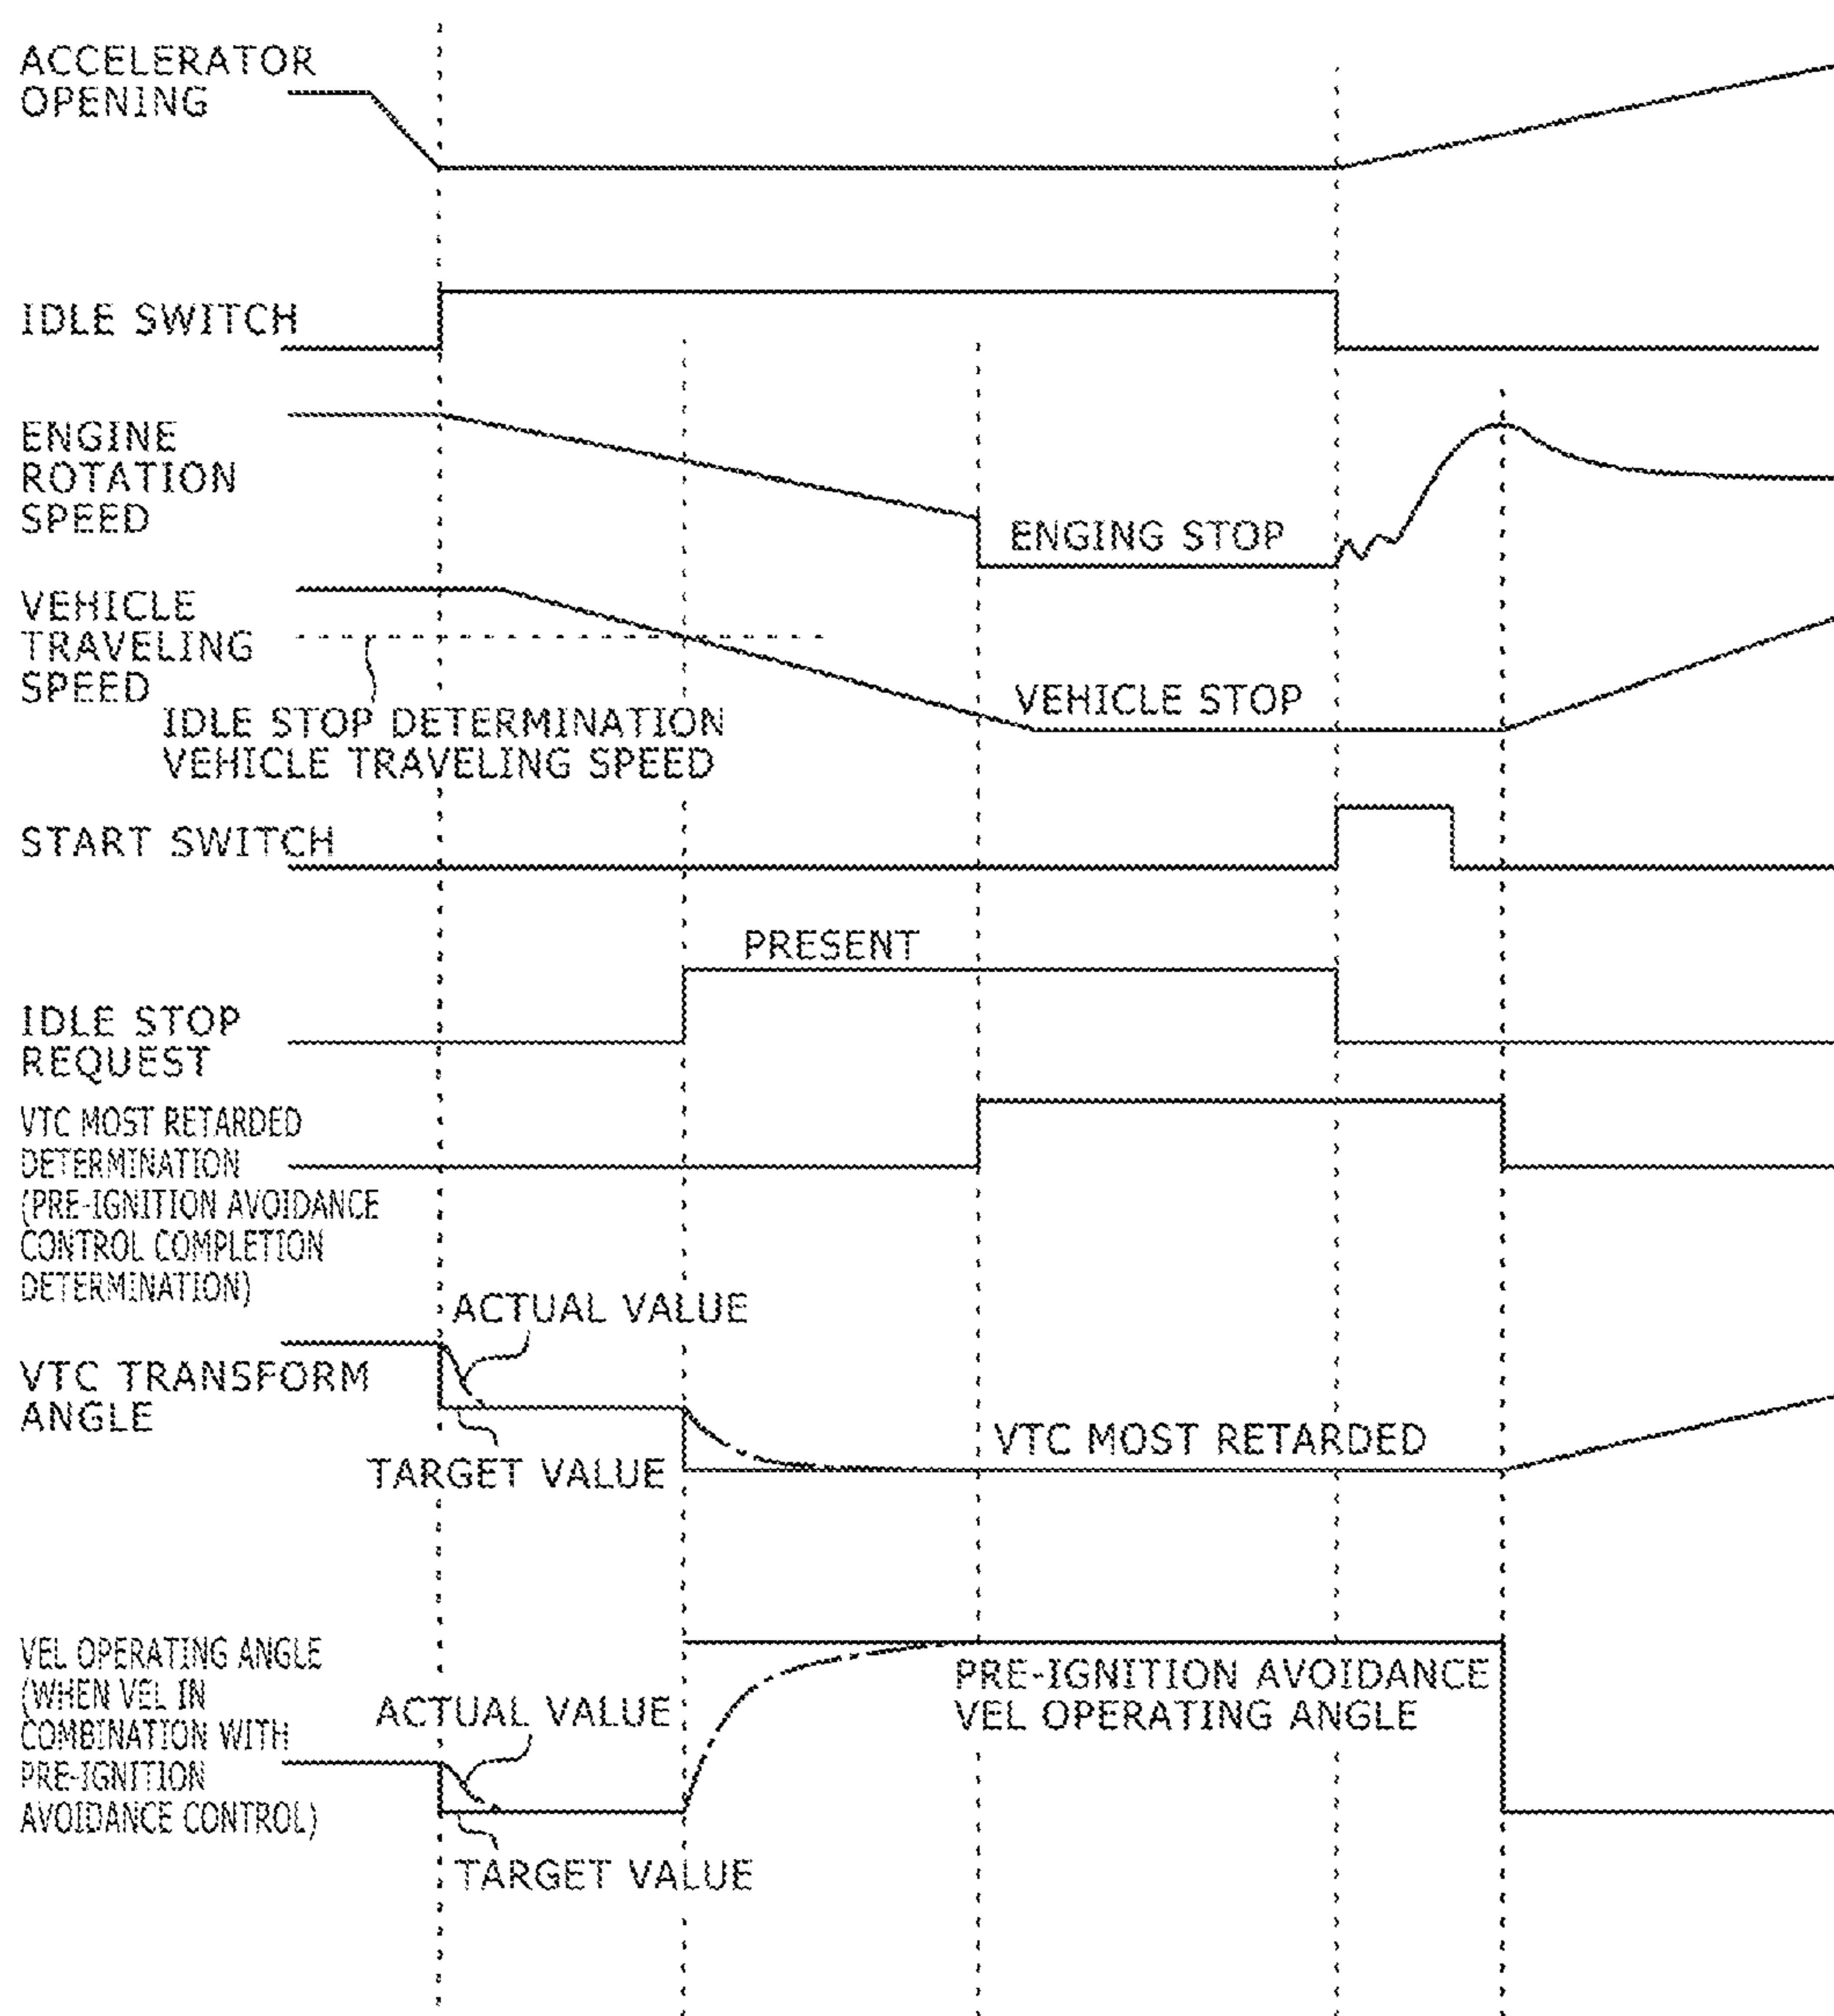 ACCELERATOR
OPENING
IDLE SWITCH
ENGINE
ROTATION
SPEED
ENGING STOP
VEHICLE
TRAVELING
SPEED
VEHICLE STOP
IDLE STOP DETERMINATION
VEHICLE TRAVELING SPEED
START SWITCH
PRESENT
IDLE STOP
REQUEST
VTC MOST RETARDED
DETERMINATION
(PRE-IGNITION AVOIDANCE
CONTROL COMPLETION
DETERMINATION)
ACTUAL VALUE
VTC TRANSFORM
ANGLE
TARGET VALUE
VTC MOST RETARDED
VEL OPERATING ANGLE
(WHEN VEL IN
COMBINATION WITH
PRE-IGNITION
AVOIDANCE CONTROL)
ACTUAL VALUE
PRE-IGNITION AVOIDANCE
VEL OPERATING ANGLE
TARGET VALUE